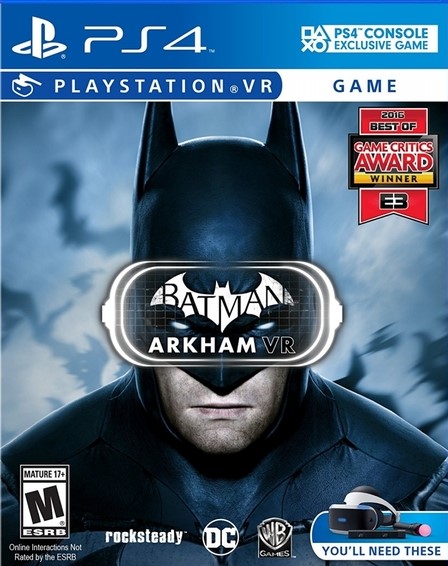 PS4™
PS4™ CONSOLE
EXCLUSIVE GAME
PLAYSTATION®VR
GAME
2016
BEST OF
GAME CRITICS
AWARD
WINNER
E3
BATMAN
ARKHAM VR
MATURE 17+
M
ESRB
Online Interactions Not
Rated by the ESRB
rocksteady
DC
WB
GAMES
YOU'LL NEED THESE